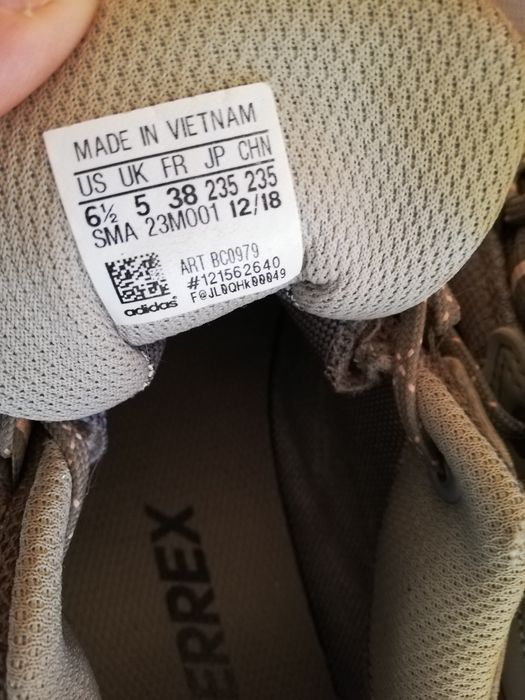 MADE IN VIETNAM
US UK FR JP CHN
6½ 5 38 235 235
SMA 23M001 12/18
ART BC0979
#121562640
F@JL0QHk00049
adidas
ERREX